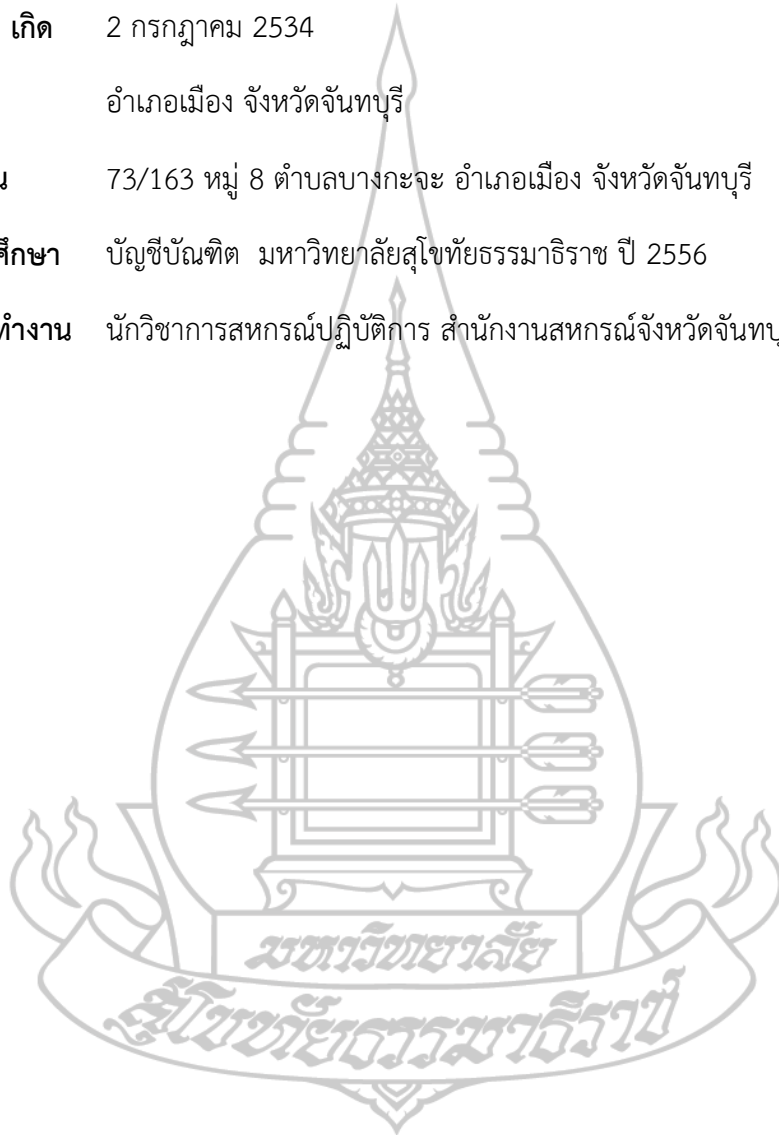 เกิด 2 กรกฎาคม 2534
อำเภอเมือง จังหวัดจันทบุรี
73/163 หมู่ 8 ตำบลบางกะจะ อำเภอเมือง จังหวัดจันทบุรี
บัญชีบัณฑิต มหาวิทยาลัยสุโขทัยธรรมาธิราช ปี 2556
ทำงาน นักวิชาการสหกรณ์ปฏิบัติการ สำนักงานสหกรณ์จังหวัด
มหาวิทยาลัย
สุโขทัยธรรมาธิราช